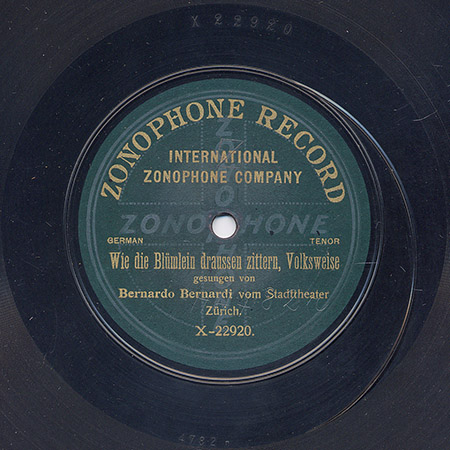 X 22920
ZONOPHONE RECORD
INTERNATIONAL
ZONOPHONE COMPANY
ZONOPHONE
GERMAN TENOR
Wie die Blümlein draussen zittern, Volksweise
gesungen von
Bernardo Bernardi vom Stadttheater
Zürich.
X-22920.